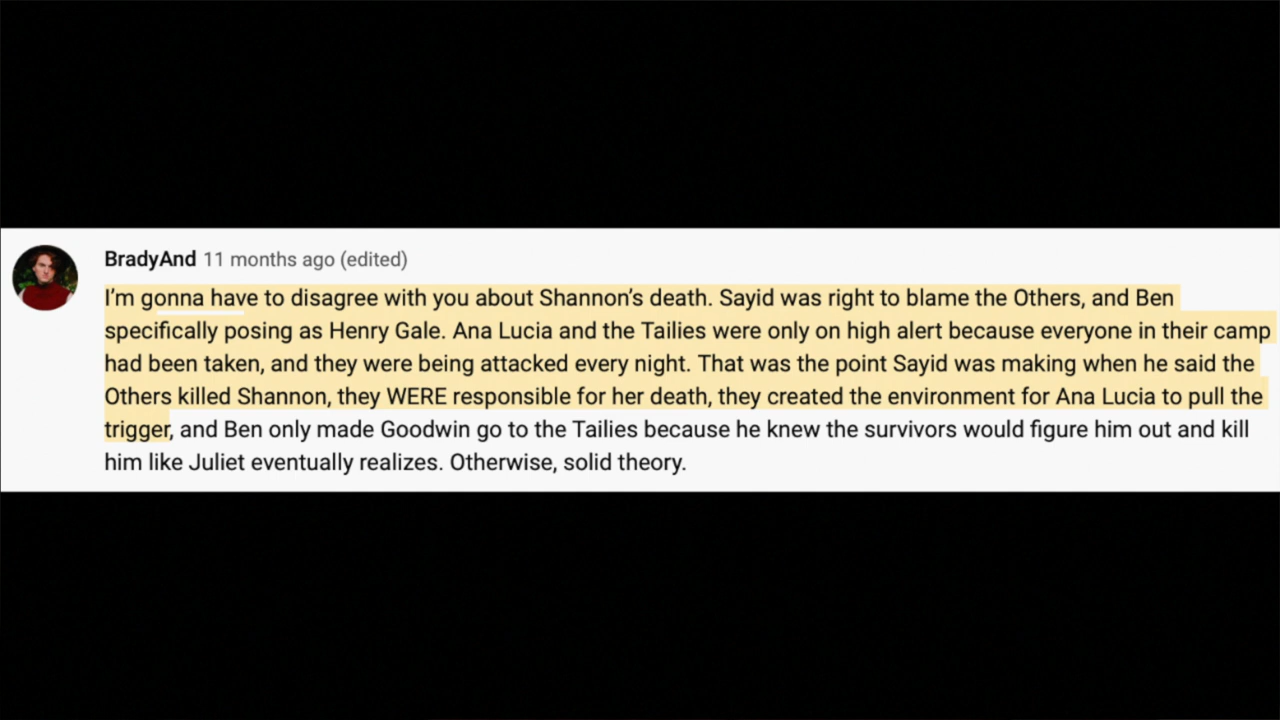 BradyAnd 11 months ago (edited)
I’m gonna have to disagree with you about Shannon’s death. Sayid was right to blame the Others, and Ben
specifically posing as Henry Gale. Ana Lucia and the Tailies were only on high alert because everyone in their camp
had been taken, and they were being attacked every night. That was the point Sayid was making when he said the
Others killed Shannon, they WERE responsible for her death, they created the environment for Ana Lucia to pull the
trigger, and Ben only made Goodwin go to the Tailies because he knew the survivors would figure him out and kill
him like Juliet eventually realizes. Otherwise, solid theory.